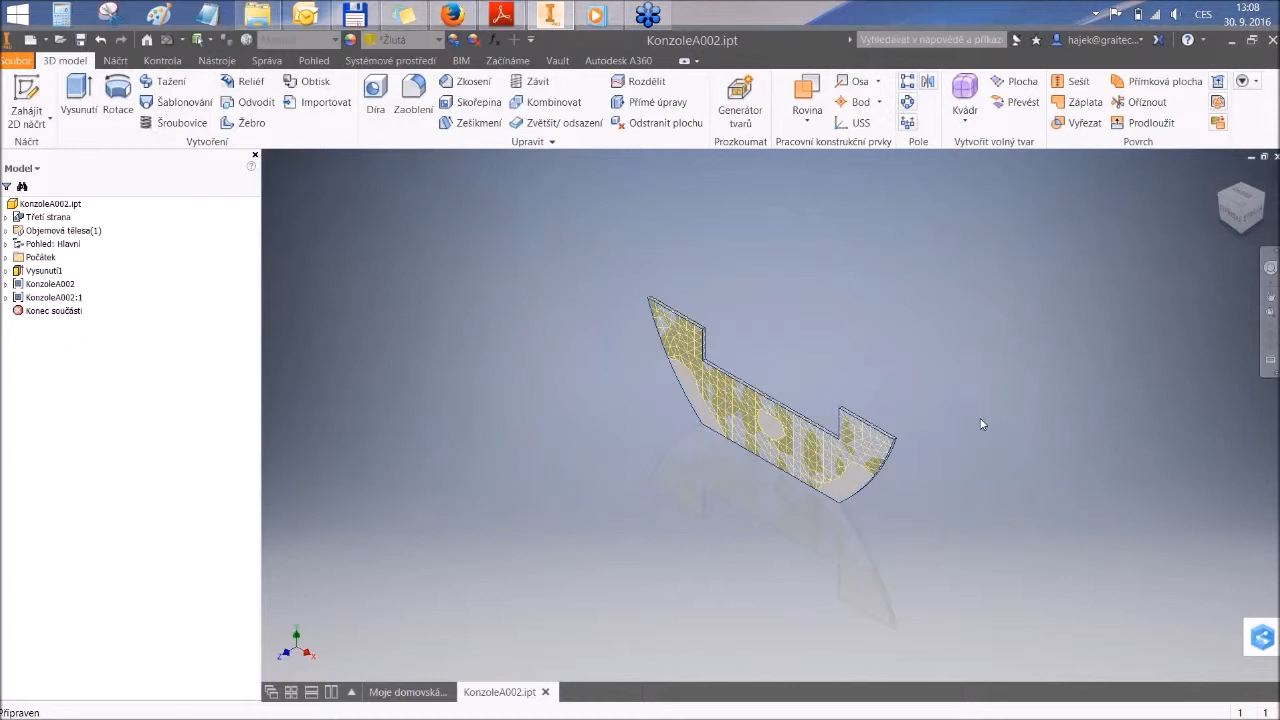 13:08
CES
30. 9. 2016
Žlutá
KonzoleA002.ipt
Vyhledávat v nápovědě a příkaz
hajek@graitec...
Soubor
3D model
Náčrt
Kontrola
Nástroje
Správa
Pohled
Systémové prostředí
BIM
Začínáme
Vault
Autodesk A360
Zahájit
2D náčrt
Vysunutí
Rotace
Tažení
Šablonování
Šroubovice
Reliéf
Odvodit
Žebro
Obtisk
Importovat
Díra
Zaoblení
Zkosení
Skořepina
Zešikmení
Závit
Kombinovat
Zvětšit/ odsazení
Rozdělit
Přímé úpravy
Odstranit plochu
Generátor
tvarů
Rovina
Osa
Bod
USS
Kvádr
Plocha
Převést
Sešít
Záplata
Vyřezat
Přímková plocha
Oříznout
Prodloužit
Náčrt
Vytvoření
Upravit
Prozkoumat
Pracovní konstrukční prvky
Pole
Vytvořit volný tvar
Povrch
Model
KonzoleA002.ipt
Třetí strana
Objemová tělesa(1)
Pohled: Hlavní
Počátek
Vysunutí1
KonzoleA002
KonzoleA002:1
Konec součásti
Y
Z
X
Moje domovská...
KonzoleA002.ipt
Připraven
1
1